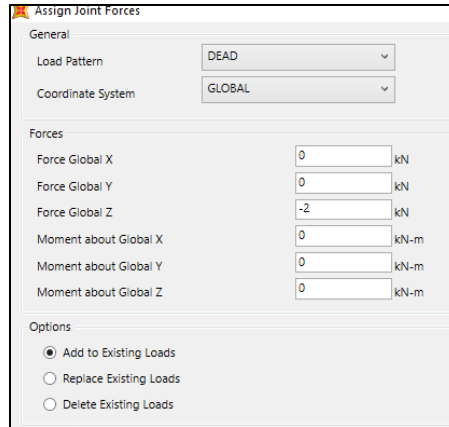 Assign Joint Forces
General
Load Pattern DEAD
Coordinate System GLOBAL
Forces
Force Global X 0 kN
Force Global Y 0 kN
Force Global Z -2 kN
Moment about Global X 0 kN-m
Moment about Global Y 0 kN-m
Moment about Global Z 0 kN-m
Options
Add to Existing Loads
Replace Existing Loads
Delete Existing Loads